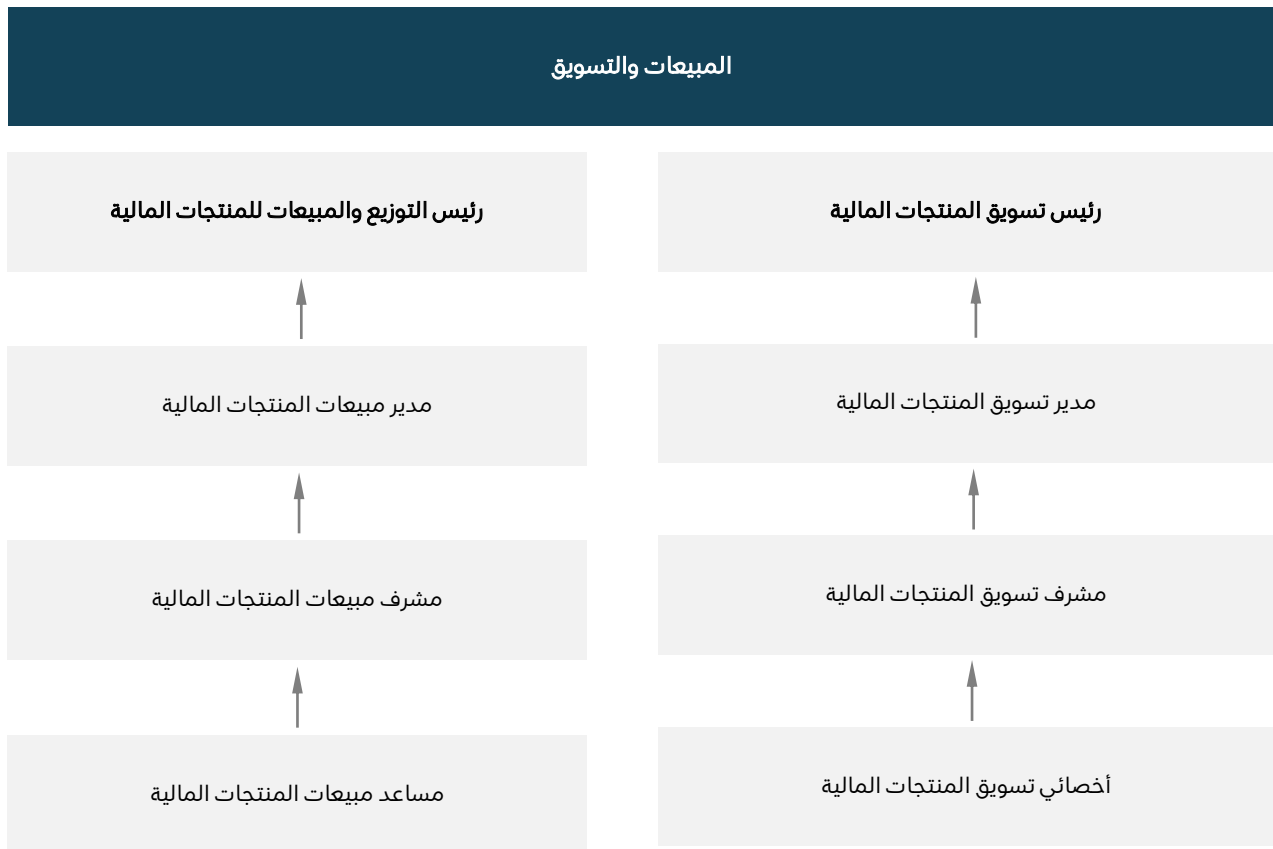 المبيعات والتسويق
رئيس تسويق المنتجات المالية
مدير تسويق المنتجات المالية
مشرف تسويق المنتجات المالية
أخصائي تسويق المنتجات المالية
رئيس التوزيع والمبيعات للمنتجات المالية
مدير مبيعات المنتجات المالية
مشرف مبيعات المنتجات المالية
مساعد مبيعات المنتجات المالية